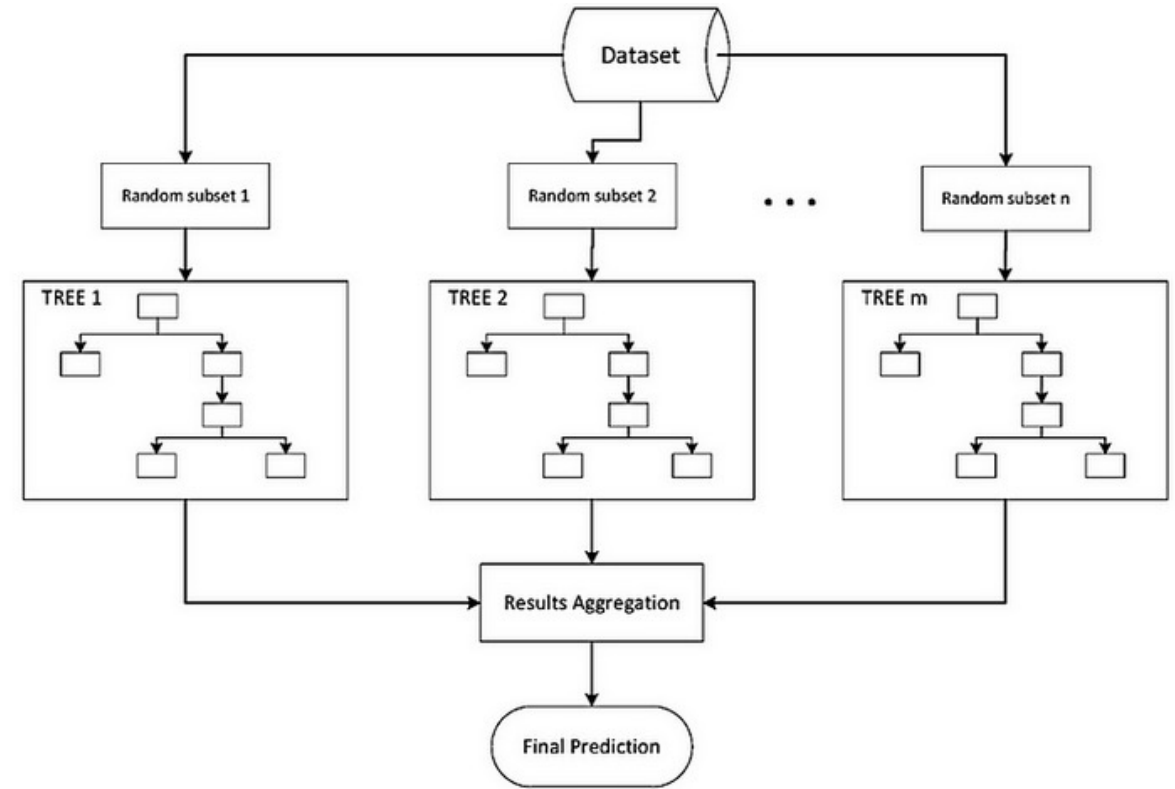 Dataset
Random subset 1
Random subset 2
. . .
Random subset n
TREE 1
TREE 2
TREE m
Results Aggregation
Final Prediction